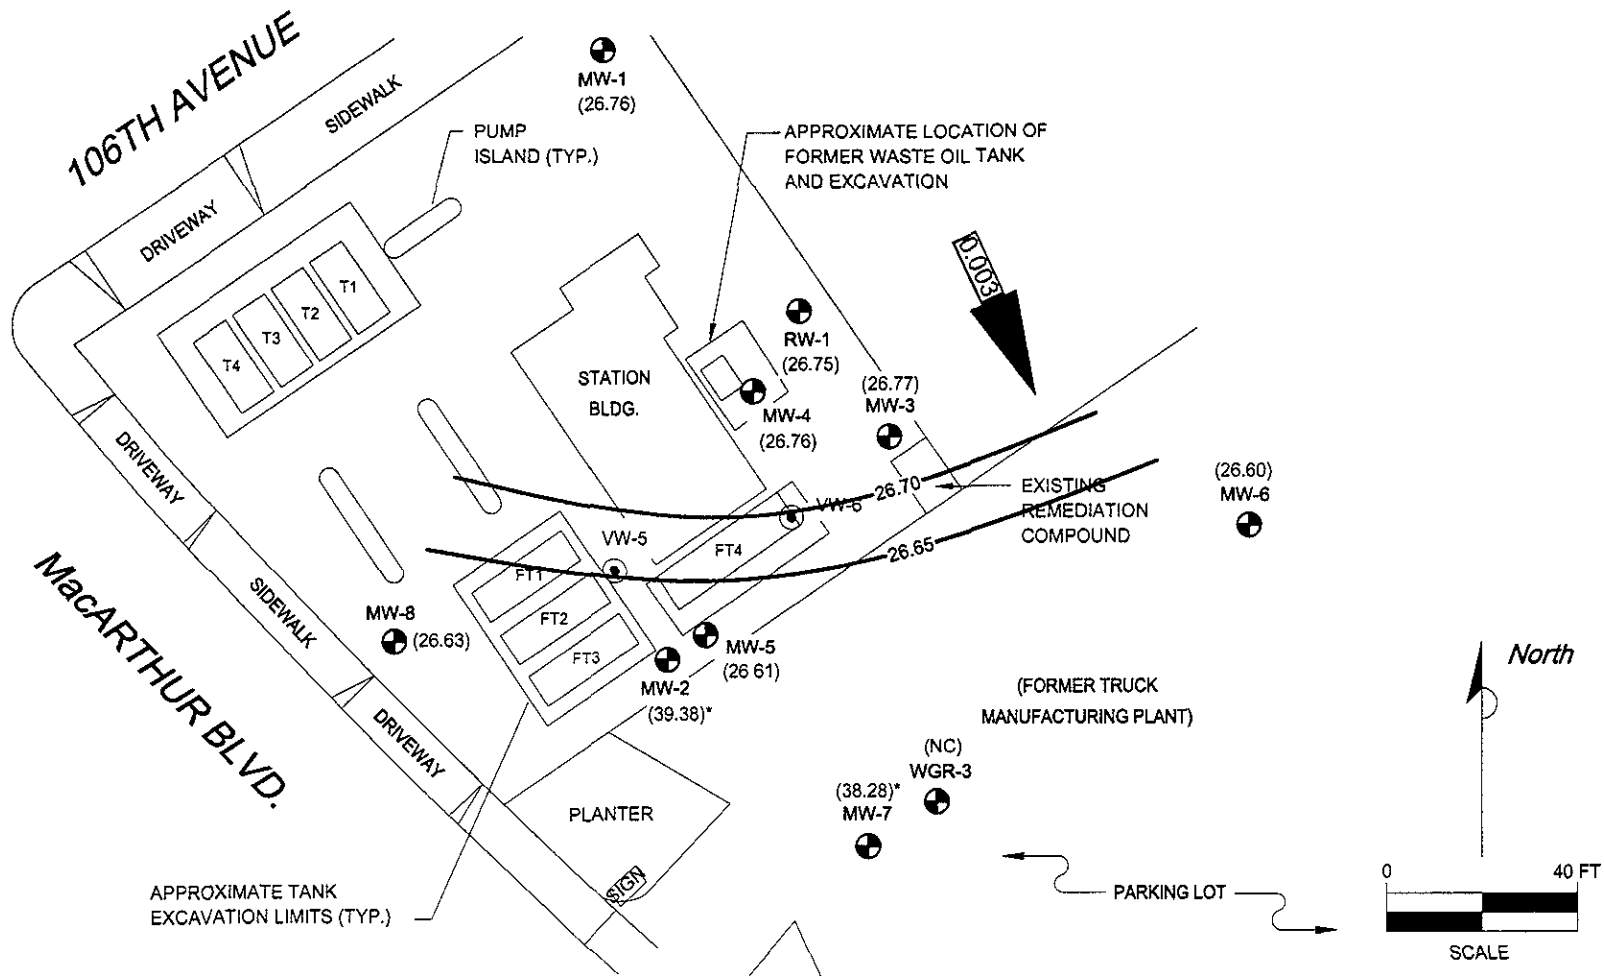 106TH AVENUE
SIDEWALK
DRIVEWAY
MW-1
(26.76)
PUMP
ISLAND (TYP.)
APPROXIMATE LOCATION OF
FORMER WASTE OIL TANK
AND EXCAVATION
T1
T2
T3
T4
0.003
RW-1
(26.75)
STATION
BLDG.
(26.77)
MW-3
MW-4
(26.76)
DRIVEWAY
26.70
VW-6
EXISTING
REMEDIATION
COMPOUND
(26.60)
MW-6
26.65
VW-5
FT4
FT1
FT2
FT3
MacARTHUR BLVD.
SIDEWALK
MW-8
(26.63)
MW-5
(26 61)
MW-2
(39.38)*
DRIVEWAY
(FORMER TRUCK
MANUFACTURING PLANT)
North
(NC)
WGR-3
(38.28)*
MW-7
PLANTER
SIGN
APPROXIMATE TANK
EXCAVATION LIMITS (TYP.)
PARKING LOT
0 40 FT
SCALE